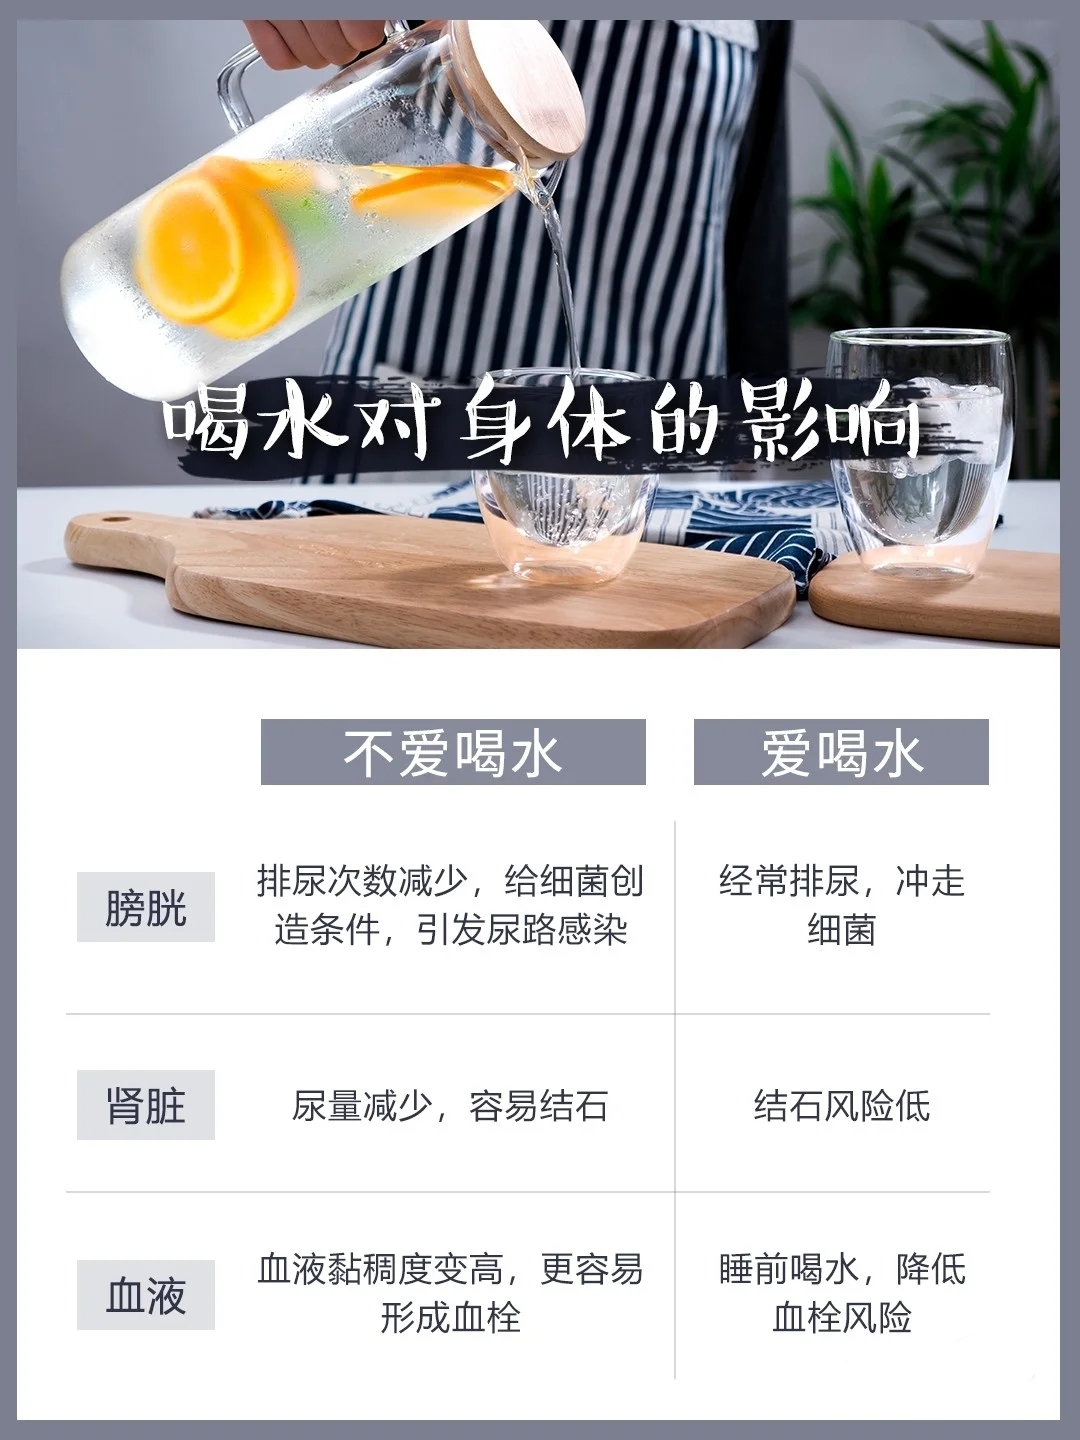 喝水对身体的影响
不爱喝水 爱喝水
膀胱
排尿次数减少，给细菌创
造条件，引发尿路感染
经常排尿，冲走
细菌
肾脏
尿量减少，容易结石
结石风险低
血液
血液黏稠度变高，更容易
形成血栓
睡前喝水，降低
血栓风险